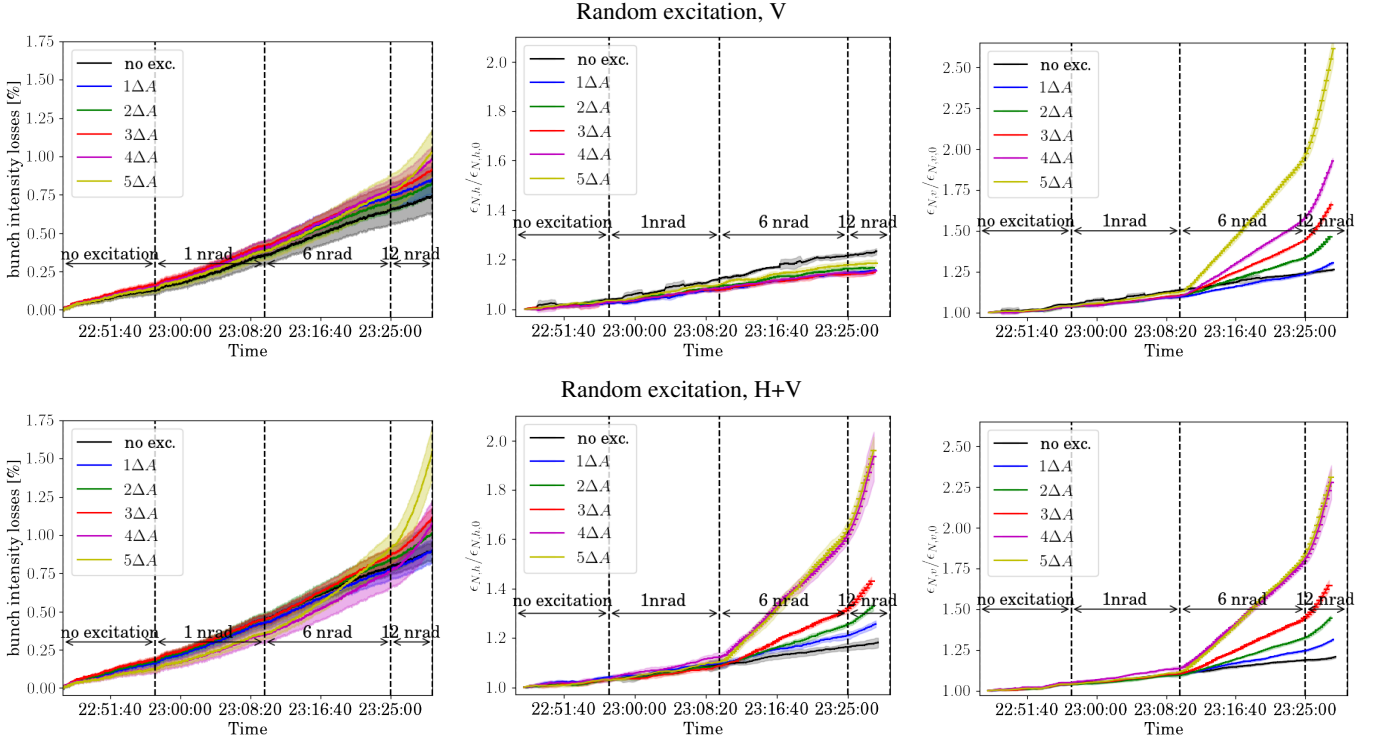 Random excitation, V
bunch intensity losses [%]
1.75
1.50
1.25
1.00
0.75
0.50
0.25
0.00
no exc.
1ΔA
2ΔA
3ΔA
4ΔA
5ΔA
no excitation 1 nrad 6 nrad 12 nrad
22:51:40 23:00:00 23:08:20 23:16:40 23:25:00
Time
ϵN,h/ϵN,h,0
2.0
1.8
1.6
1.4
1.2
1.0
no exc.
1ΔA
2ΔA
3ΔA
4ΔA
5ΔA
no excitation 1nrad 6 nrad 12 nrad
22:51:40 23:00:00 23:08:20 23:16:40 23:25:00
Time
ϵN,v/ϵN,v,0
2.50
2.25
2.00
1.75
1.50
1.25
1.00
no exc.
1ΔA
2ΔA
3ΔA
4ΔA
5ΔA
no excitation 1nrad 6 nrad 12 nrad
22:51:40 23:00:00 23:08:20 23:16:40 23:25:00
Time
Random excitation, H+V
bunch intensity losses [%]
1.75
1.50
1.25
1.00
0.75
0.50
0.25
0.00
no exc.
1ΔA
2ΔA
3ΔA
4ΔA
5ΔA
no excitation 1 nrad 6 nrad 12 nrad
22:51:40 23:00:00 23:08:20 23:16:40 23:25:00
Time
ϵN,h/ϵN,h,0
2.0
1.8
1.6
1.4
1.2
1.0
no exc.
1ΔA
2ΔA
3ΔA
4ΔA
5ΔA
no excitation 1nrad 6 nrad 12 nrad
22:51:40 23:00:00 23:08:20 23:16:40 23:25:00
Time
ϵN,v/ϵN,v,0
2.50
2.25
2.00
1.75
1.50
1.25
1.00
no exc.
1ΔA
2ΔA
3ΔA
4ΔA
5ΔA
no excitation 1nrad 6 nrad 12 nrad
22:51:40 23:00:00 23:08:20 23:16:40 23:25:00
Time